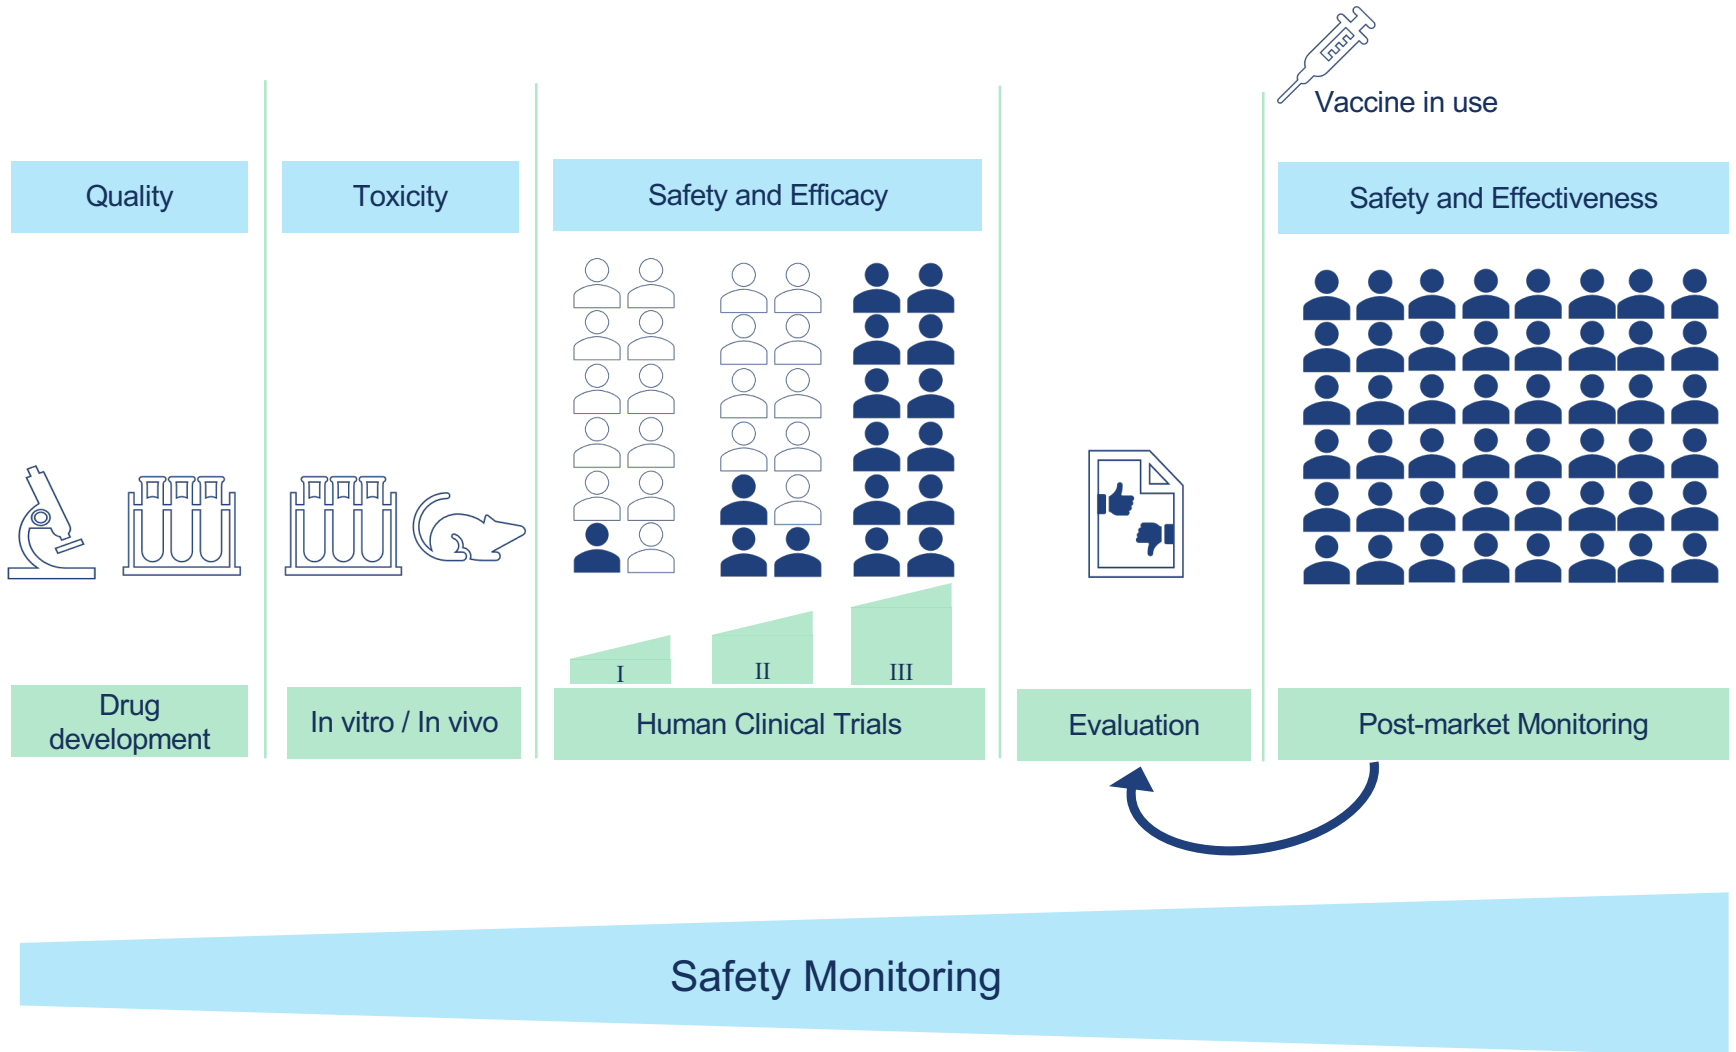 Vaccine in use
Quality
Toxicity
Safety and Efficacy
Safety and Effectiveness
I
II
III
Drug
development
In vitro / In vivo
Human Clinical Trials
Evaluation
Post-market Monitoring
Safety Monitoring